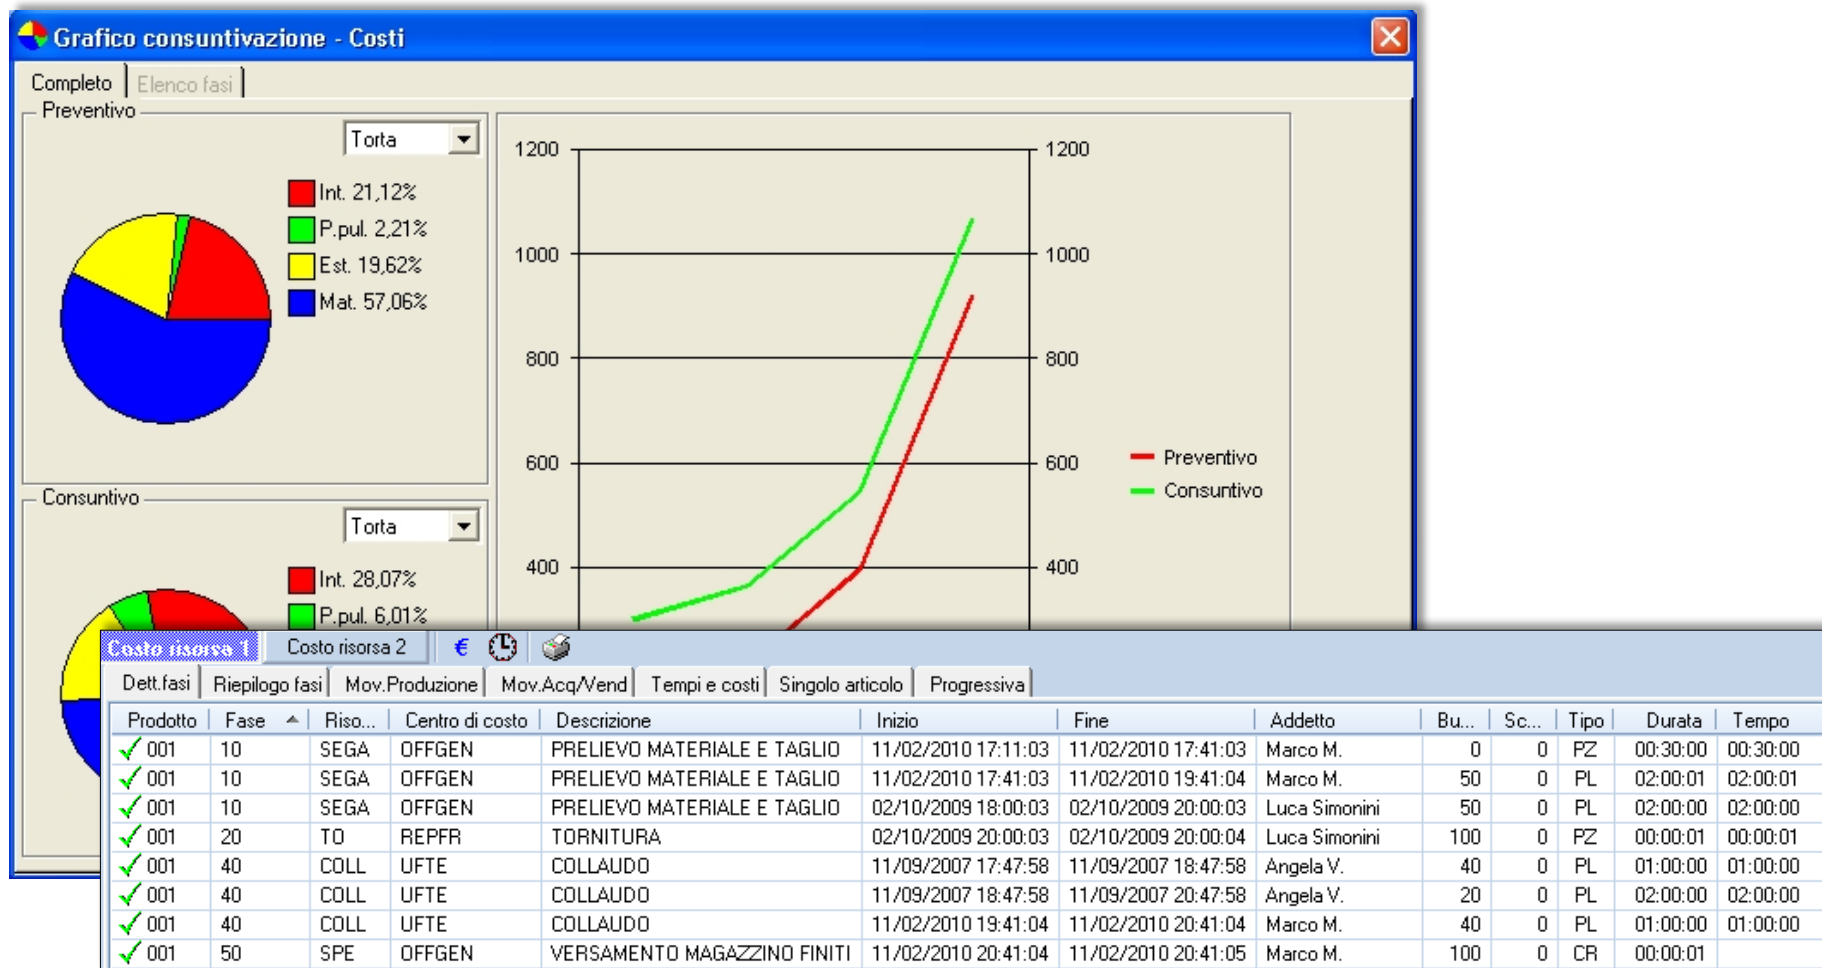 Grafico consuntivazione - Costi
Completo Elenco fasi
Preventivo
Torta
Int. 21,12%
P.pul. 2,21%
Est. 19,62%
Mat. 57,06%
1200 1200
1000 1000
800 800
600 600
400 400
Preventivo
Consuntivo
Consuntivo
Torta
Int. 28,07%
P.pul. 6,01%
Costo risorsa 1 Costo risorsa 2 €
Dett.fasi Riepilogo fasi Mov.Produzione Mov.Acq/Vend Tempi e costi Singolo articolo Progressiva
Prodotto Fase Riso... Centro di costo Descrizione Inizio Fine Addetto Bu... Sc... Tipo Durata Tempo
001 10 SEGA OFFGEN PRELIEVO MATERIALE E TAGLIO 11/02/2010 17:11:03 11/02/2010 17:41:03 Marco M. 0 0 PZ 00:30:00 00:30:00
001 10 SEGA OFFGEN PRELIEVO MATERIALE E TAGLIO 11/02/2010 17:41:03 11/02/2010 19:41:04 Marco M. 50 0 PL 02:00:01 02:00:01
001 10 SEGA OFFGEN PRELIEVO MATERIALE E TAGLIO 02/10/2009 18:00:03 02/10/2009 20:00:03 Luca Simonini 50 0 PL 02:00:00 02:00:00
001 20 TO REPFR TORNITURA 02/10/2009 20:00:03 02/10/2009 20:00:04 Luca Simonini 100 0 PZ 00:00:01 00:00:01
001 40 COLL UFTE COLLAUDO 11/09/2007 17:47:58 11/09/2007 18:47:58 Angela V. 40 0 PL 01:00:00 01:00:00
001 40 COLL UFTE COLLAUDO 11/09/2007 18:47:58 11/09/2007 20:47:58 Angela V. 20 0 PL 02:00:00 02:00:00
001 40 COLL UFTE COLLAUDO 11/02/2010 19:41:04 11/02/2010 20:41:04 Marco M. 40 0 PL 01:00:00 01:00:00
001 50 SPE OFFGEN VERSAMENTO MAGAZZINO FINITI 11/02/2010 20:41:04 11/02/2010 20:41:05 Marco M. 100 0 CR 00:00:01